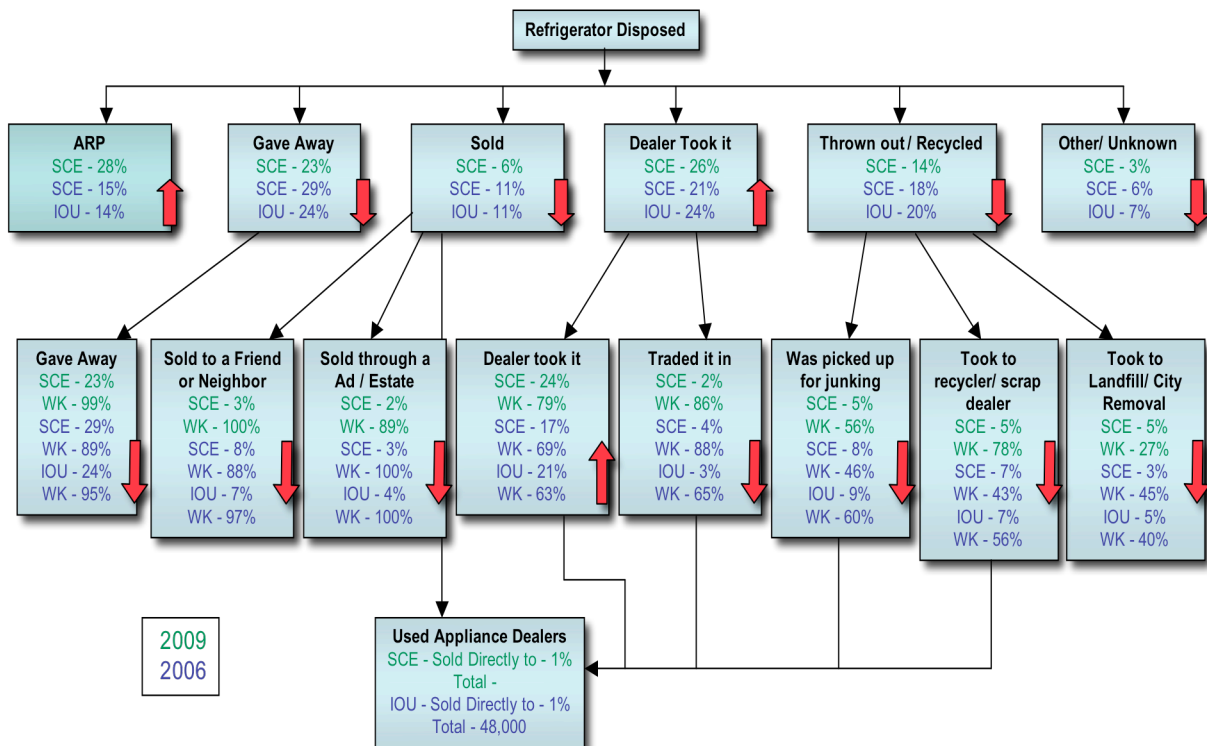 Refrigerator Disposed
ARP
SCE - 28%
SCE - 15%
IOU - 14%
Gave Away
SCE - 23%
SCE - 29%
IOU - 24%
Sold
SCE - 6%
SCE - 11%
IOU - 11%
Dealer Took it
SCE - 26%
SCE - 21%
IOU - 24%
Thrown out / Recycled
SCE - 14%
SCE - 18%
IOU - 20%
Other/ Unknown
SCE - 3%
SCE - 6%
IOU - 7%
Gave Away
SCE - 23%
WK - 99%
SCE - 29%
WK - 89%
IOU - 24%
WK - 95%
Sold to a Friend
or Neighbor
SCE - 3%
WK - 100%
SCE - 8%
WK - 88%
IOU - 7%
WK - 97%
Sold through a
Ad / Estate
SCE - 2%
WK - 89%
SCE - 3%
WK - 100%
IOU - 4%
WK - 100%
Dealer took it
SCE - 24%
WK - 79%
SCE - 17%
WK - 69%
IOU - 21%
WK - 63%
Traded it in
SCE - 2%
WK - 86%
SCE - 4%
WK - 88%
IOU - 3%
WK - 65%
Was picked up
for junking
SCE - 5%
WK - 56%
SCE - 8%
WK - 46%
IOU - 9%
WK - 60%
Took to
recycler/ scrap
dealer
SCE - 5%
WK - 78%
SCE - 7%
WK - 43%
IOU - 7%
WK - 56%
Took to
Landfill/ City
Removal
SCE - 5%
WK - 27%
SCE - 3%
WK - 45%
IOU - 5%
WK - 40%
2009
2006
Used Appliance Dealers
SCE - Sold Directly to - 1%
Total -
IOU - Sold Directly to - 1%
Total - 48,000